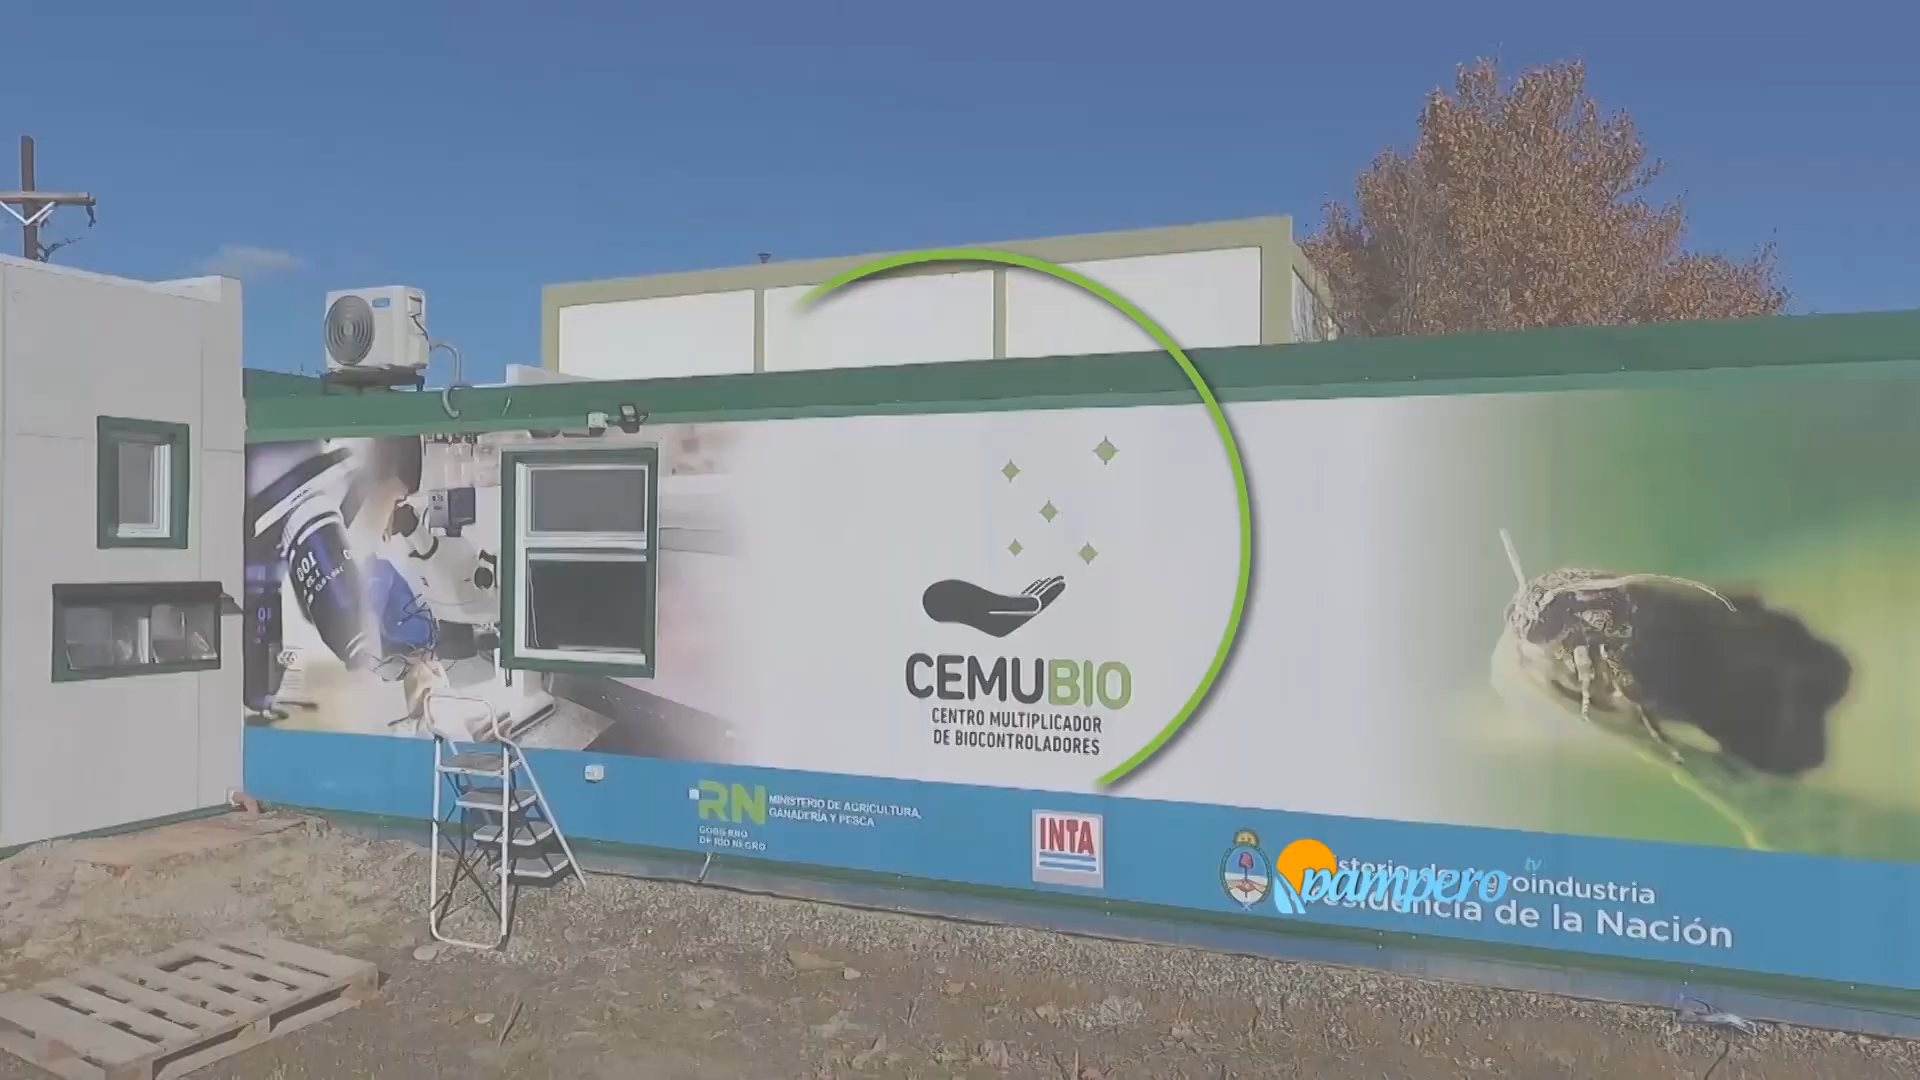 100
CEMUBIO
CENTRO MULTIPLICADOR
DE BIOCONTROLADORES
RN
GOBIERNO
DE RÍO NEGRO
MINISTERIO DE AGRICULTURA,
GANADERÍA Y PESCA
INTA
pampero tv
de la Nación